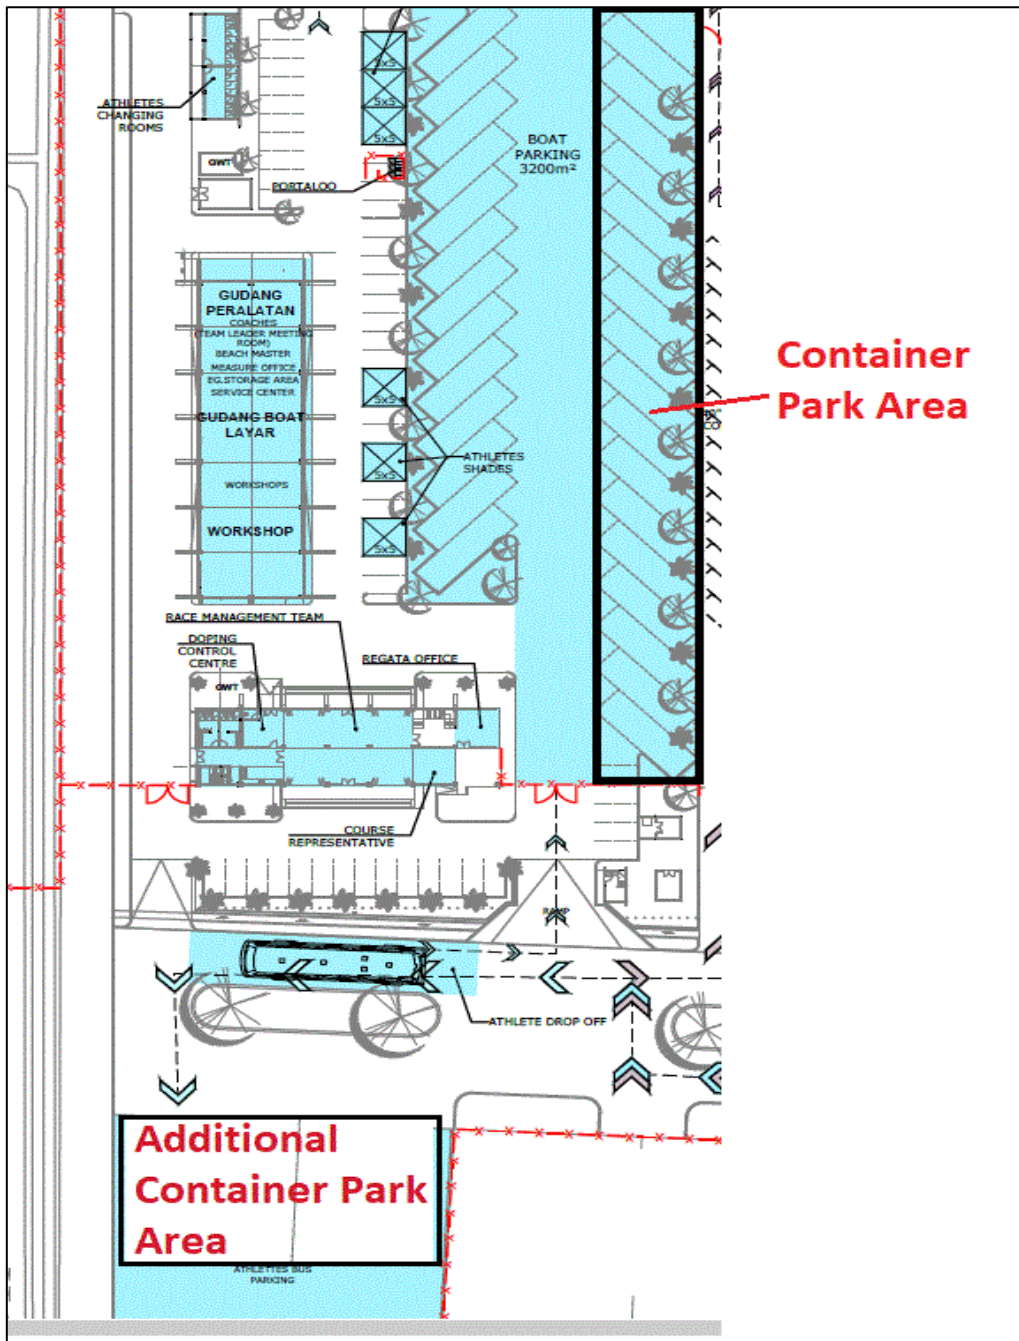 5x5
5x5
5x5
ATHLETES
CHANGING
ROOMS
BOAT
PARKING
3200m²
GWT
PORTALOO
GUDANG
PERALATAN
COACHES
(TEAM LEADER MEETING
ROOM)
BEACH MASTER
MEASURE OFFICE
EG.STORAGE AREA
SERVICE CENTER
GUDANG BOAT
LAYAR
WORKSHOPS
WORKSHOP
5x5
5x5
5x5
ATHLETES
SHADES
Container
Park Area
CO
RACE MANAGEMENT TEAM
DOPING
CONTROL
CENTRE
REGATA OFFICE
GWT
COURSE
REPRESENTATIVE
RAMP
ATHLETE DROP OFF
Additional
Container Park
Area
ATHLETTES BUS
PARKING